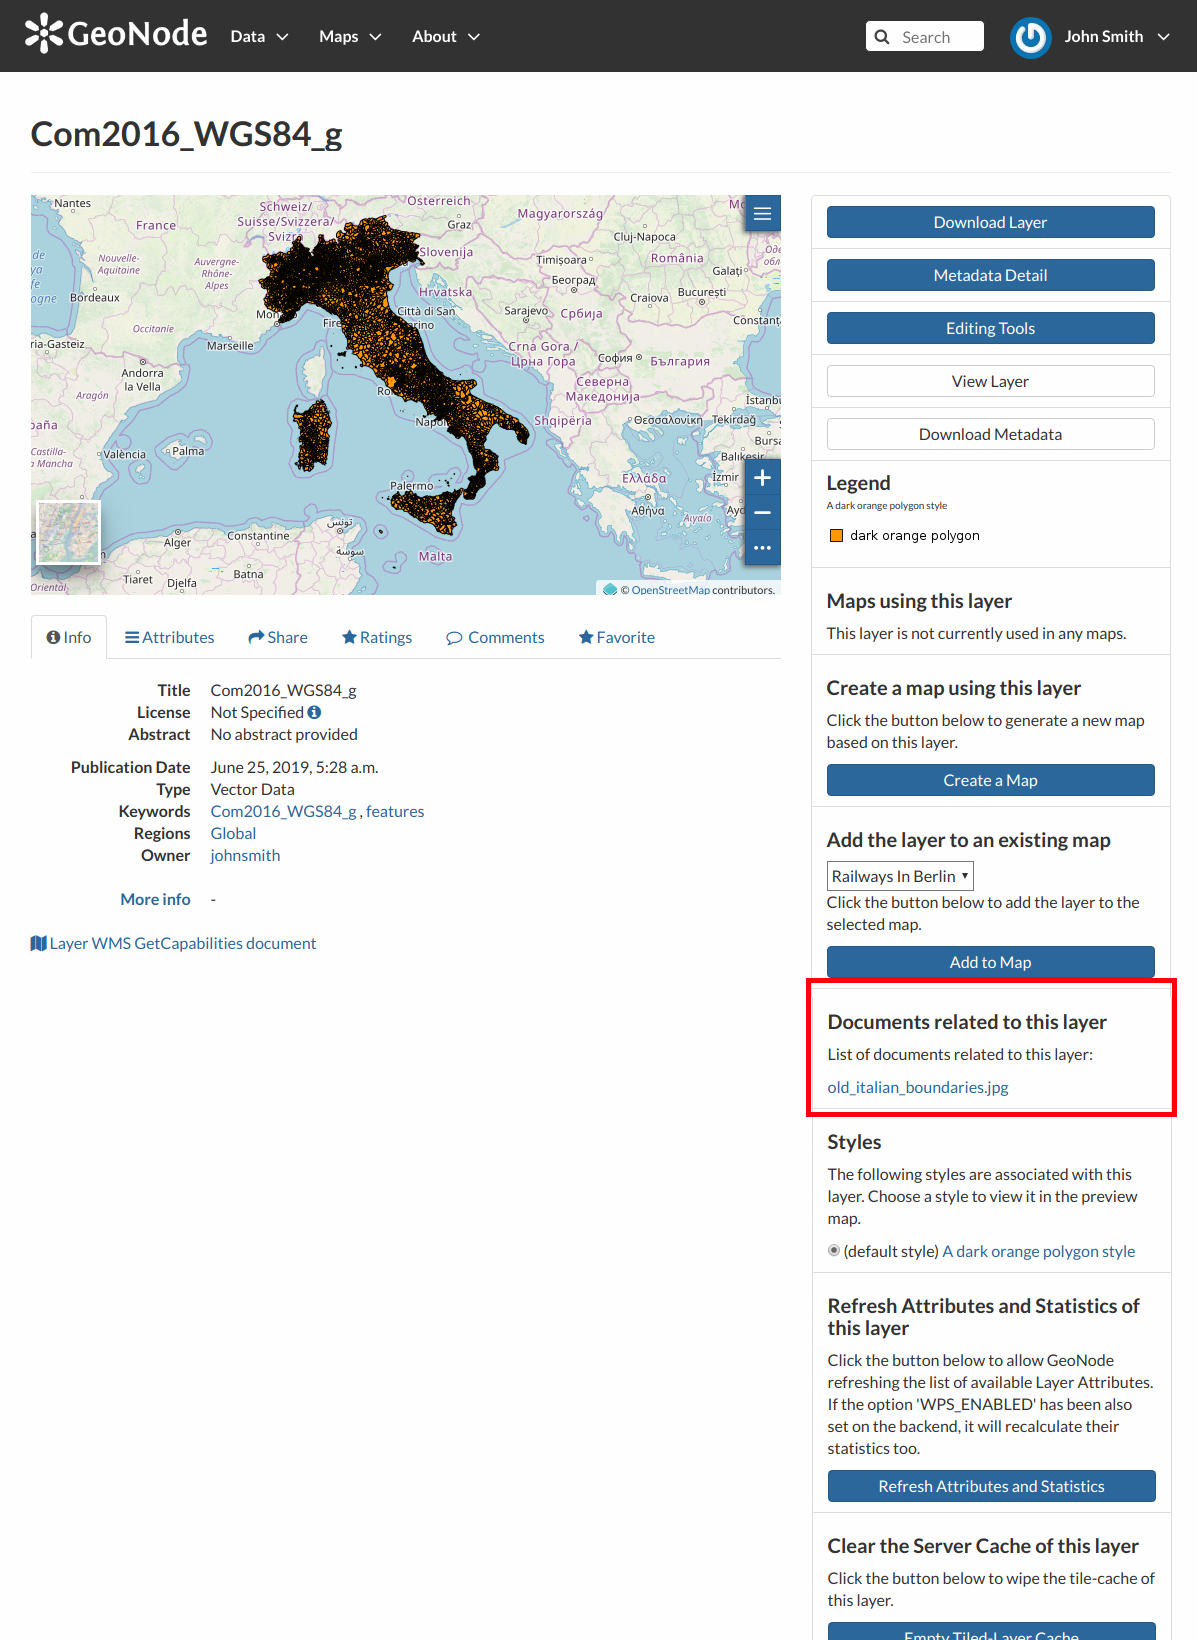 GeoNode
Data
Maps
About
Search
John Smith
Com2016_WGS84_g
Nantes
France
Schweiz/
Suisse/Svizzera/
Svizra
Österreich
Graz
Magyarország
Cluj-Napoca
România
Galați
Timișoara
Београд
Craiova
București
Constanț
Nouvelle-
Aquitaine
Auvergne-
Rhône-
Alpes
Bordeaux
Occitanie
Slovenija
Hrvatska
Città di San
Marino
Sarajevo
Србија
Marseille
ria-Gasteiz
Andorra
la Vella
Aragón
Crna Gora /
Црна Гора
София
България
Северна
Македонија
İstanbu
Shqipëria
Θεσσαλονίκη
Tekirdağ
Bursa
Balıkesir
paña
Castilla-
la Mancha
València
Palma
Palermo
Ελλάδα
İzmir
Αθήνα
Αιγαίο
Alger
Constantine
تونس
سوسة
Malta
Tiaret
Djelfa
Batna
Oriental
© OpenStreetMap contributors.
Info
Attributes
Share
Ratings
Comments
Favorite
Title Com2016_WGS84_g
License Not Specified
Abstract No abstract provided
Publication Date June 25, 2019, 5:28 a.m.
Type Vector Data
Keywords Com2016_WGS84_g , features
Regions Global
Owner johnsmith
More info -
Layer WMS GetCapabilities document
Download Layer
Metadata Detail
Editing Tools
View Layer
Download Metadata
Legend
A dark orange polygon style
dark orange polygon
Maps using this layer
This layer is not currently used in any maps.
Create a map using this layer
Click the button below to generate a new map
based on this layer.
Create a Map
Add the layer to an existing map
Railways In Berlin
Click the button below to add the layer to the
selected map.
Add to Map
Documents related to this layer
List of documents related to this layer:
old_italian_boundaries.jpg
Styles
The following styles are associated with this
layer. Choose a style to view it in the preview
map.
(default style) A dark orange polygon style
Refresh Attributes and Statistics of
this layer
Click the button below to allow GeoNode
refreshing the list of available Layer Attributes.
If the option 'WPS_ENABLED' has been also
set on the backend, it will recalculate their
statistics too.
Refresh Attributes and Statistics
Clear the Server Cache of this layer
Click the button below to wipe the tile-cache of
this layer.
Empty Tiled-Layer Cache